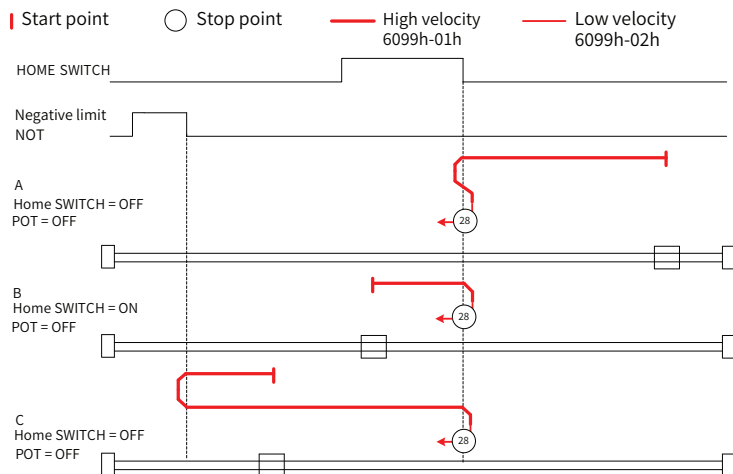 Start point
Stop point
High velocity
6099h-01h
Low velocity
6099h-02h
HOME SWITCH
Negative limit
NOT
A
Home SWITCH = OFF
POT = OFF
28
B
Home SWITCH = ON
POT = OFF
28
C
Home SWITCH = OFF
POT = OFF
28